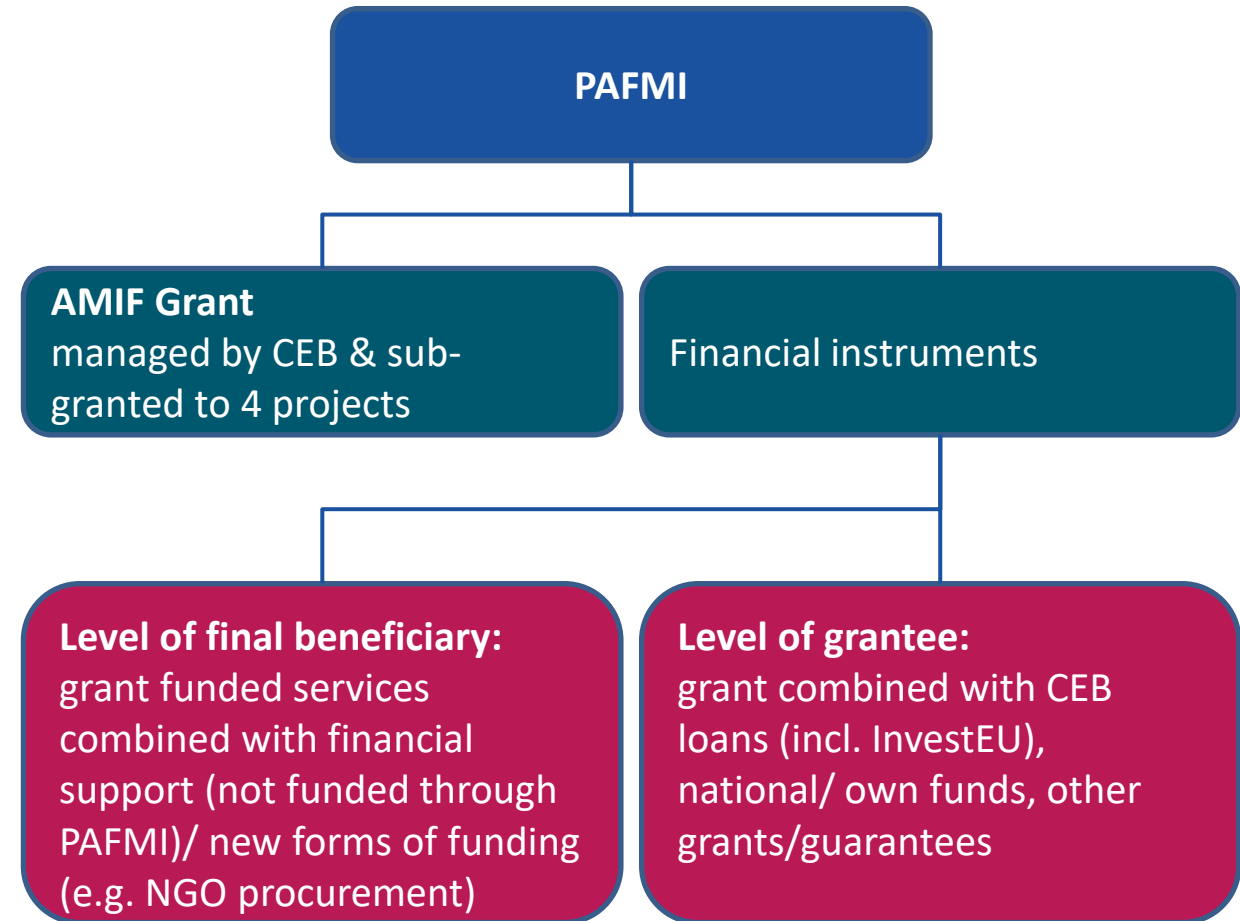 PAFMI
AMIF Grant
managed by CEB & sub-
granted to 4 projects
Financial instruments
Level of final beneficiary:
grant funded services
combined with financial
support (not funded through
PAFMI)/ new forms of funding
(e.g. NGO procurement)
Level of grantee:
grant combined with CEB
loans (incl. InvestEU),
national/ own funds, other
grants/guarantees